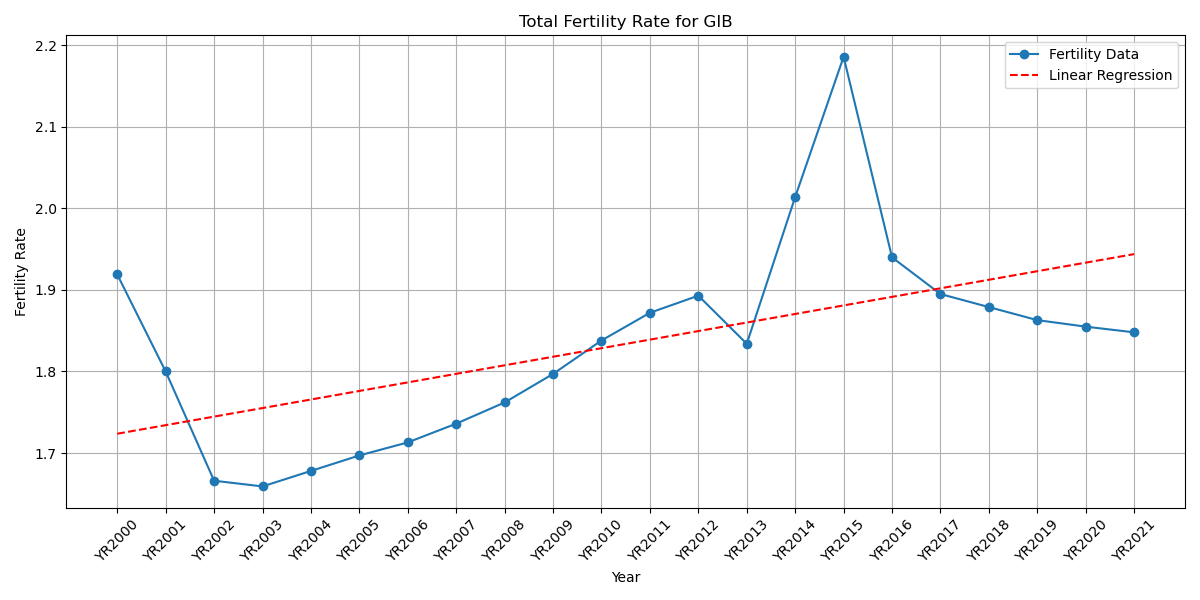 Total Fertility Rate for GIB
Fertility Data
Linear Regression
Fertility Rate
2.2
2.1
2.0
1.9
1.8
1.7
YR2000
YR2001
YR2002
YR2003
YR2004
YR2005
YR2006
YR2007
YR2008
YR2009
YR2010
YR2011
YR2012
YR2013
YR2014
YR2015
YR2016
YR2017
YR2018
YR2019
YR2020
YR2021
Year